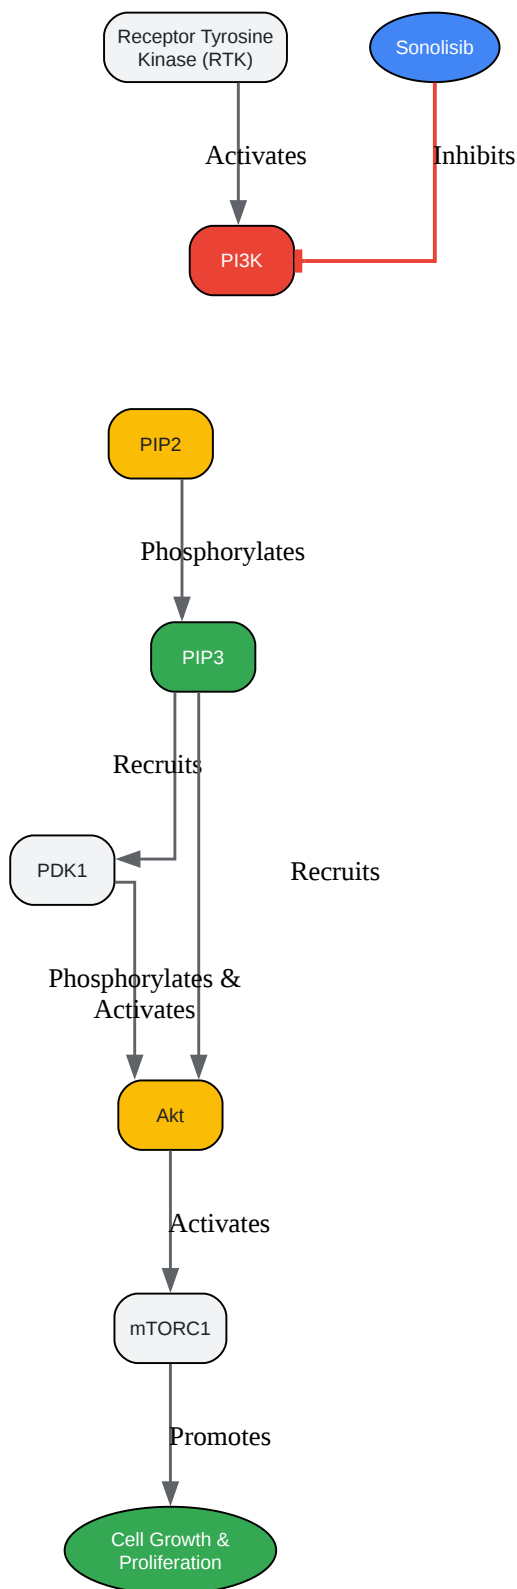 Receptor Tyrosine
Kinase (RTK)
Sonolisib
Activates
Inhibits
PI3K
PIP2
Phosphorylates
PIP3
Recruits
PDK1
Recruits
Phosphorylates &
Activates
Akt
Activates
mTORC1
Promotes
Cell Growth &
Proliferation